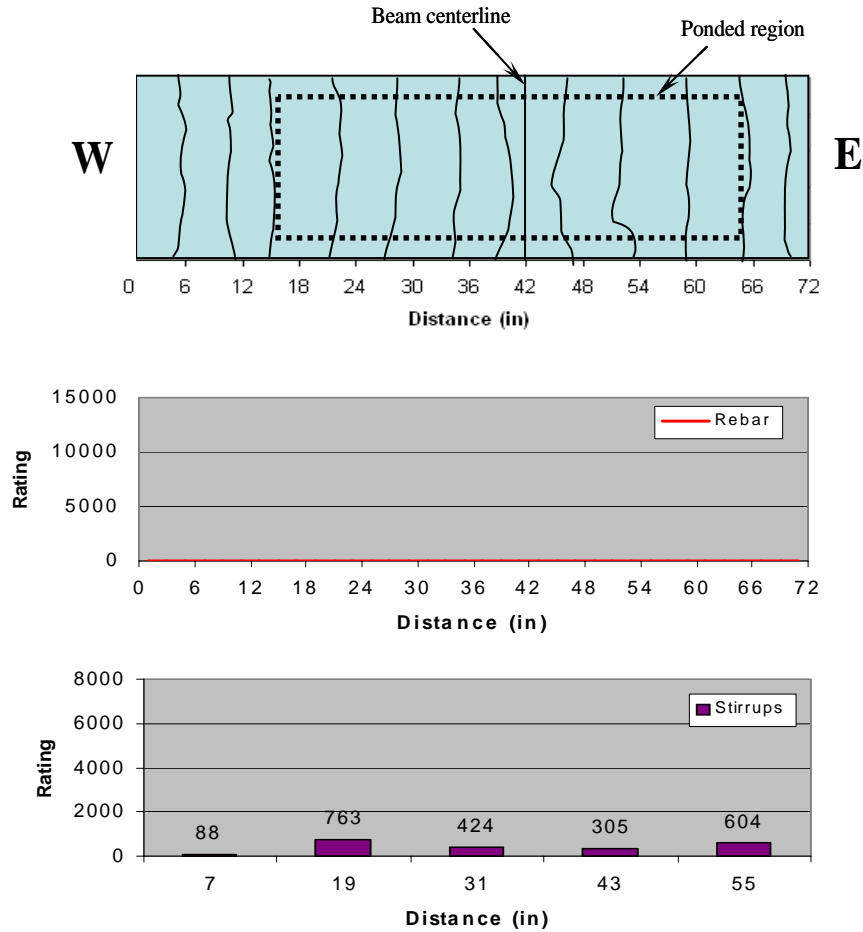 Beam centerline
Ponded region
W
E
0 6 12 18 24 30 36 42 48 54 60 66 72
Distance (in)
15000
10000
5000
0
Rating
Rebar
0 6 12 18 24 30 36 42 48 54 60 66 72
Distance (in)
8000
6000
4000
2000
0
Rating
Stirrups
88 763 424 305 604
7 19 31 43 55
Distance (in)